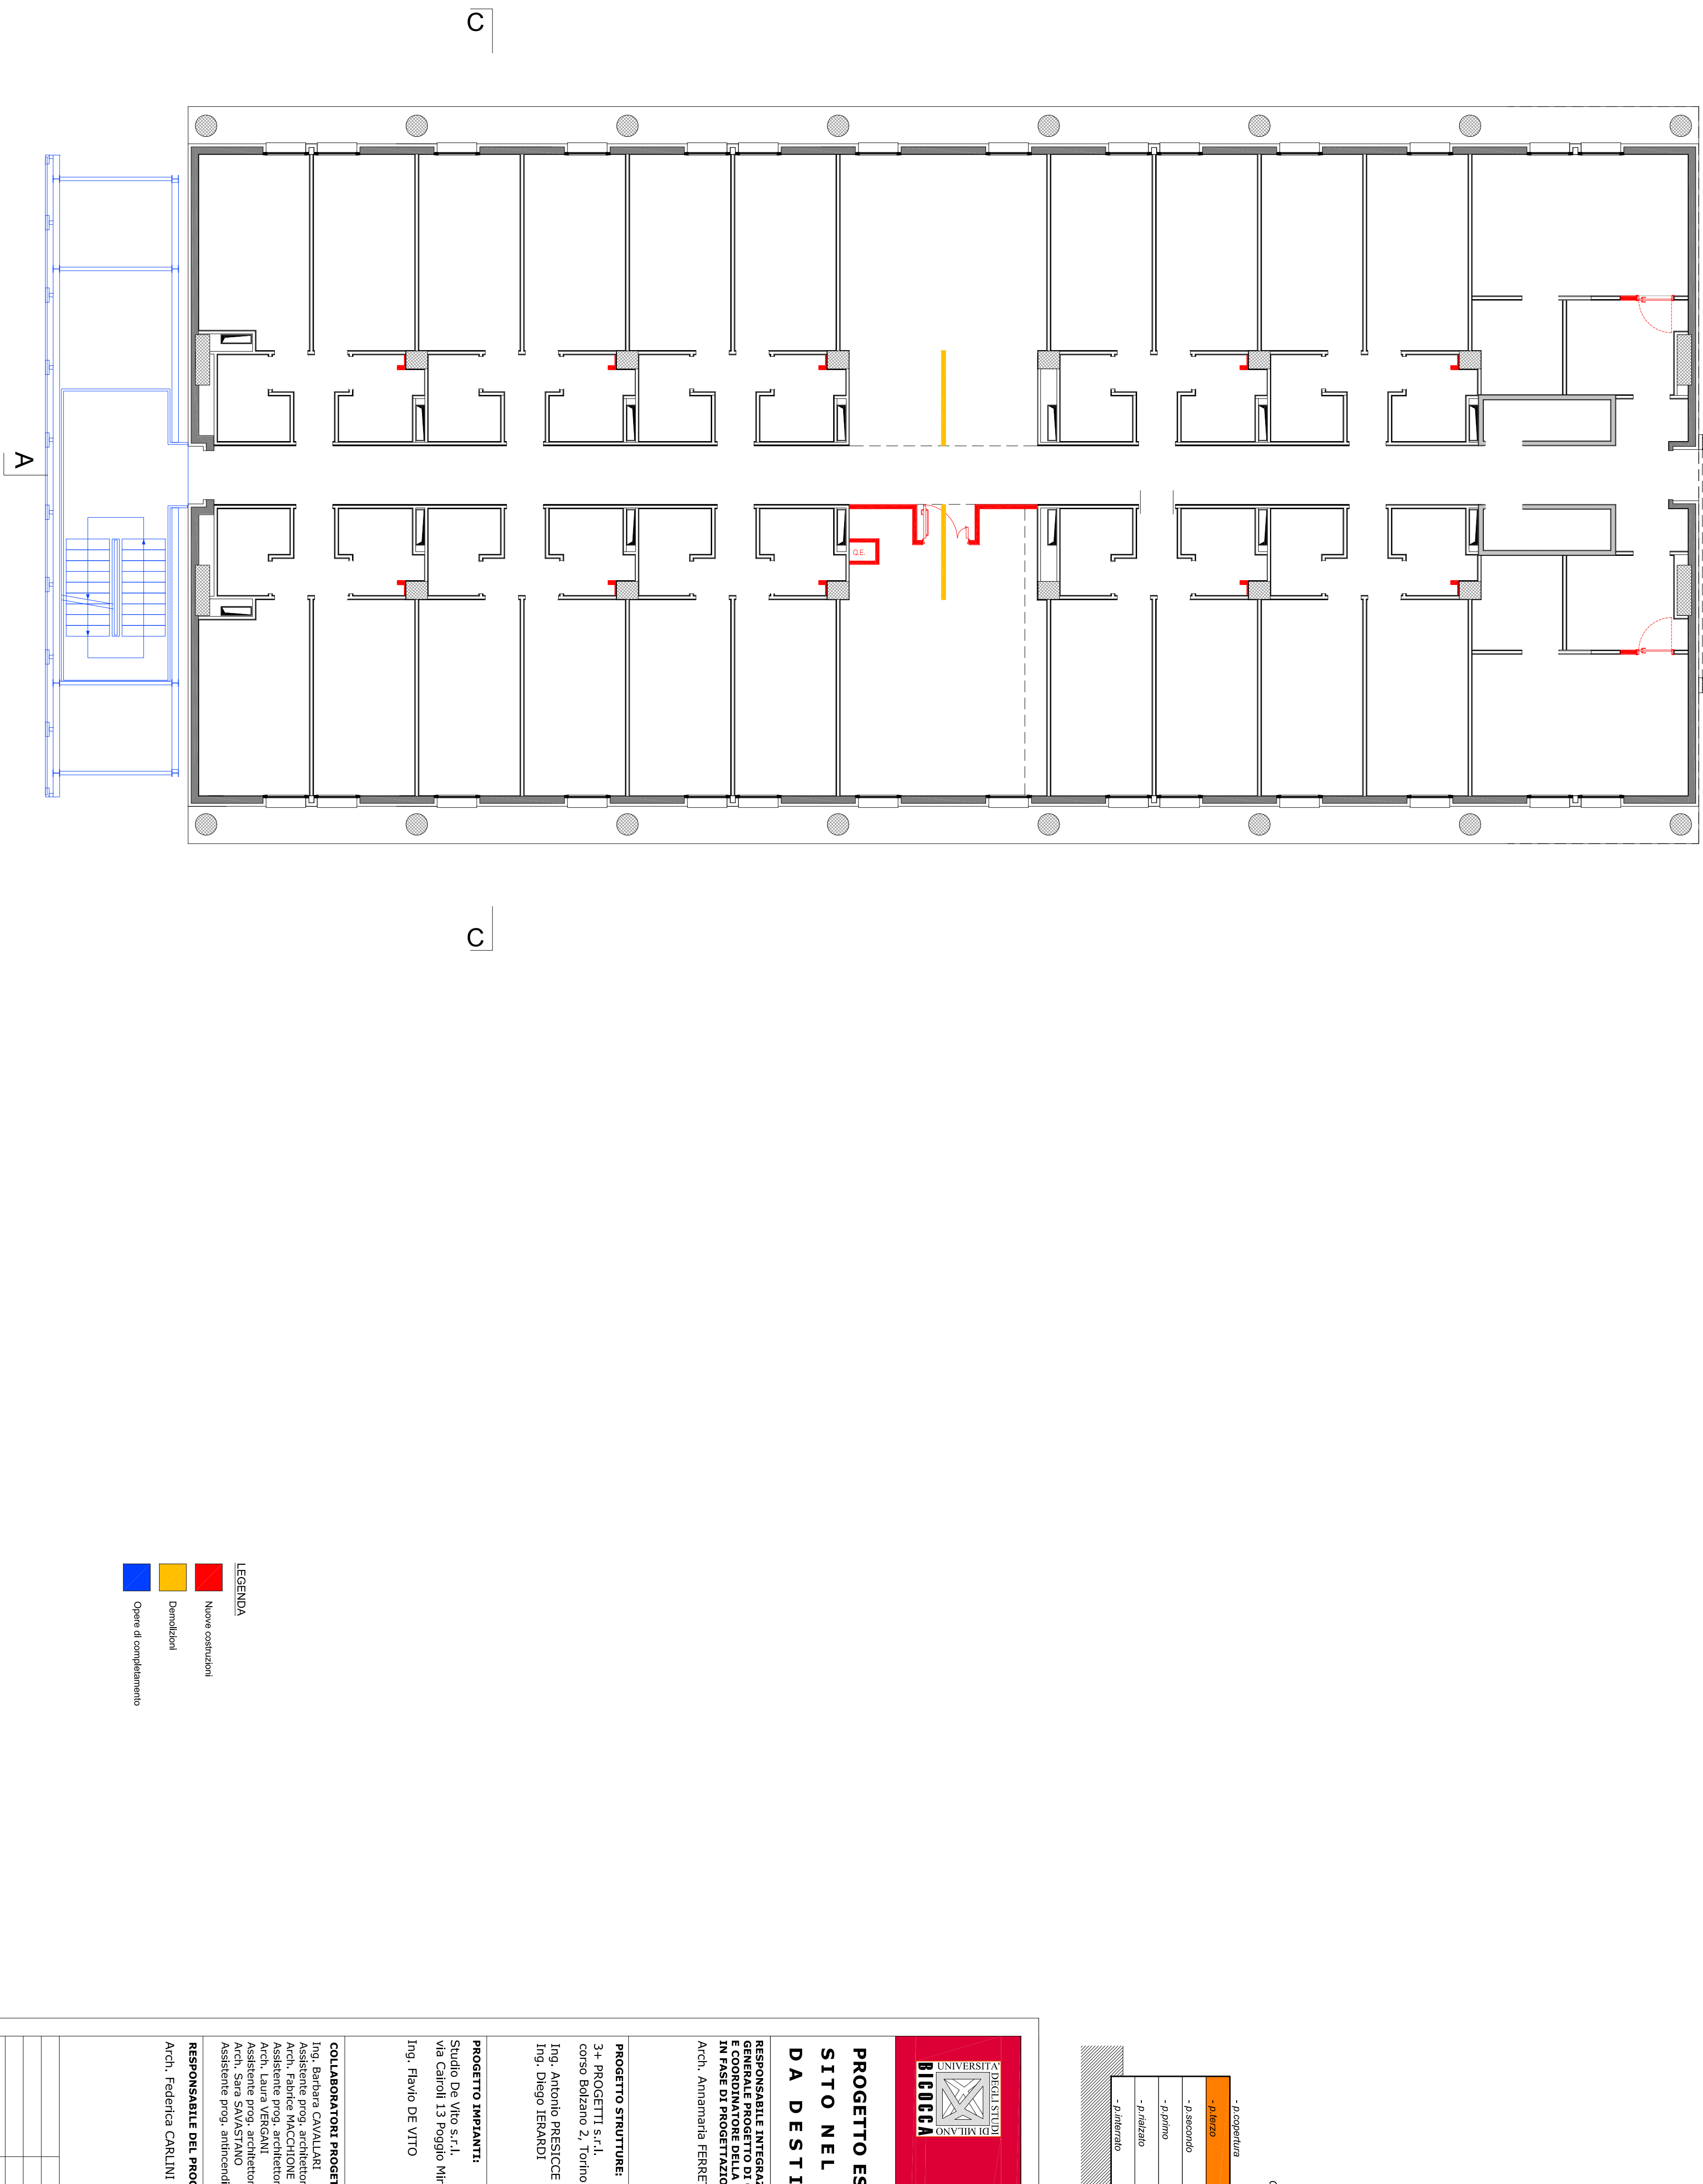 C
A
C
Q.E.
LEGENDA
Nuove costruzioni
Demolizioni
Opere di completamento
- p.copertura
- p.terzo
- p.secondo
- p.primo
- p.rialzato
- p.interrato
UNIVERSITA' DEGLI STUDI DI MILANO
BICOCCA
PROGETTO ES
SITO NEL
DA DESTI
RESPONSABILE INTEGRAZ
GENERALE PROGETTO DI
E COORDINATORE DELLA
IN FASE DI PROGETTAZIO
Arch. Annamaria FERRET
PROGETTO STRUTTURE:
3+ PROGETTI s.r.l.
corso Bolzano 2, Torino
Ing. Antonio PRESICCE
Ing. Diego IERARDI
PROGETTO IMPIANTI:
Studio De Vito s.r.l.
via Cairoli 13 Poggio Mir
Ing. Flavio DE VITO
COLLABORATORI PROGET
Ing. Barbara CAVALLARI
Assistente prog. architettor
Arch. Fabrice MACCHIONE
Assistente prog. architettor
Arch. Laura VERGANI
Assistente prog. architettor
Arch. Sara SAVASTANO
Assistente prog. antincendi
RESPONSABILE DEL PROC
Arch. Federica CARLINI